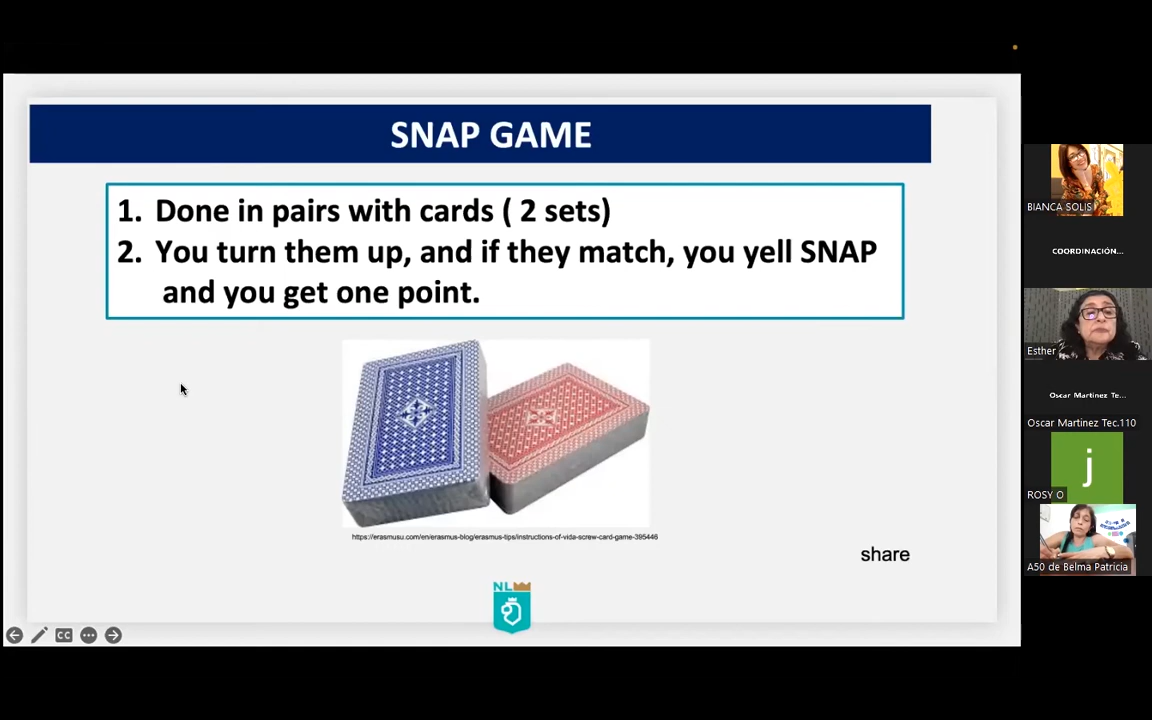 SNAP GAME
1. Done in pairs with cards ( 2 sets)
2. You turn them up, and if they match, you yell SNAP
and you get one point.
https://erasmusu.com/en/erasmus-blog/erasmus-tips/instructions-of-vida-screw-card-game-395446
share
NL
CC
BIANCA SOLIS
COORDINACIÓN...
Esther
Oscar Martinez Te...
Oscar Martinez Tec.110
j
ROSY O
A50 de Belma Patricia